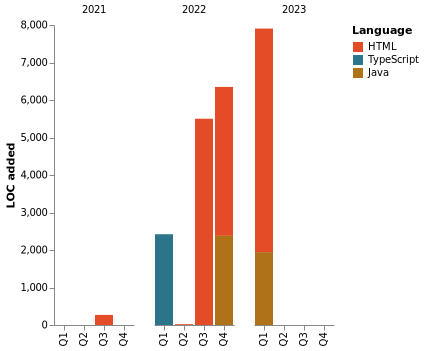 2021 2022 2023
Language
HTML
TypeScript
Java
LOC added
8,000
7,000
6,000
5,000
4,000
3,000
2,000
1,000
0
Q1 Q2 Q3 Q4 Q1 Q2 Q3 Q4 Q1 Q2 Q3 Q4